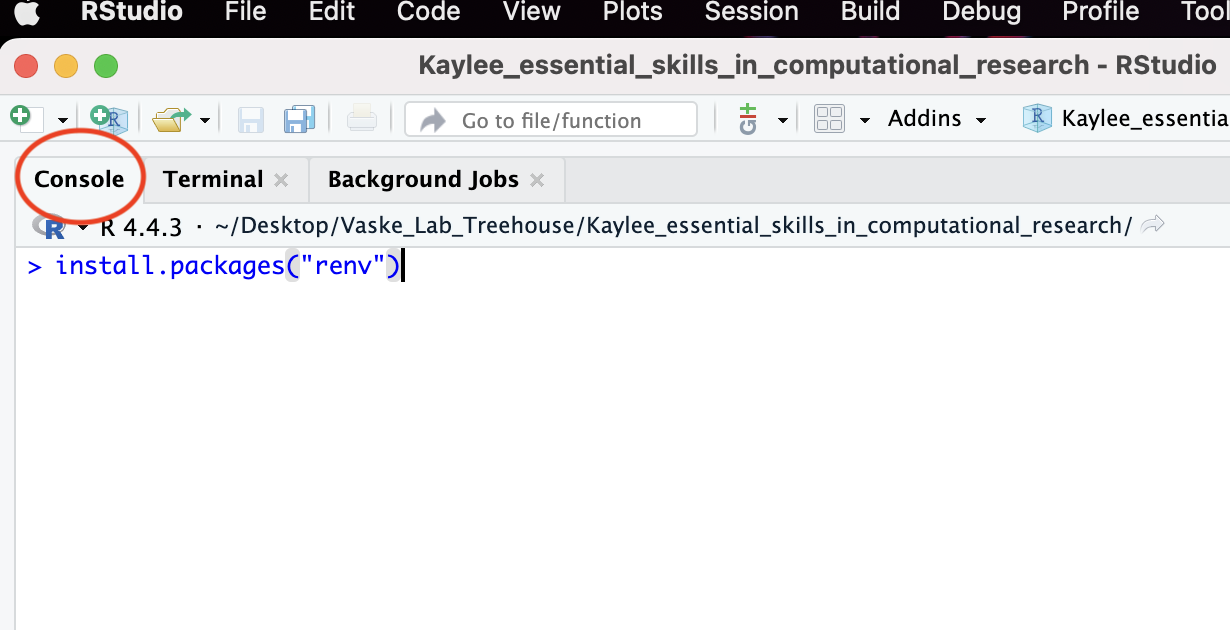 RStudio File Edit Code View Plots Session Build Debug Profile
Kaylee_essential_skills_in_computational_research - RStudio
Go to file/function Addins R Kaylee_essentia
Console Terminal Background Jobs
R R 4.4.3 · ~/Desktop/Vaske_Lab_Treehouse/Kaylee_essential_skills_in_computational_research/
> install.packages("renv")